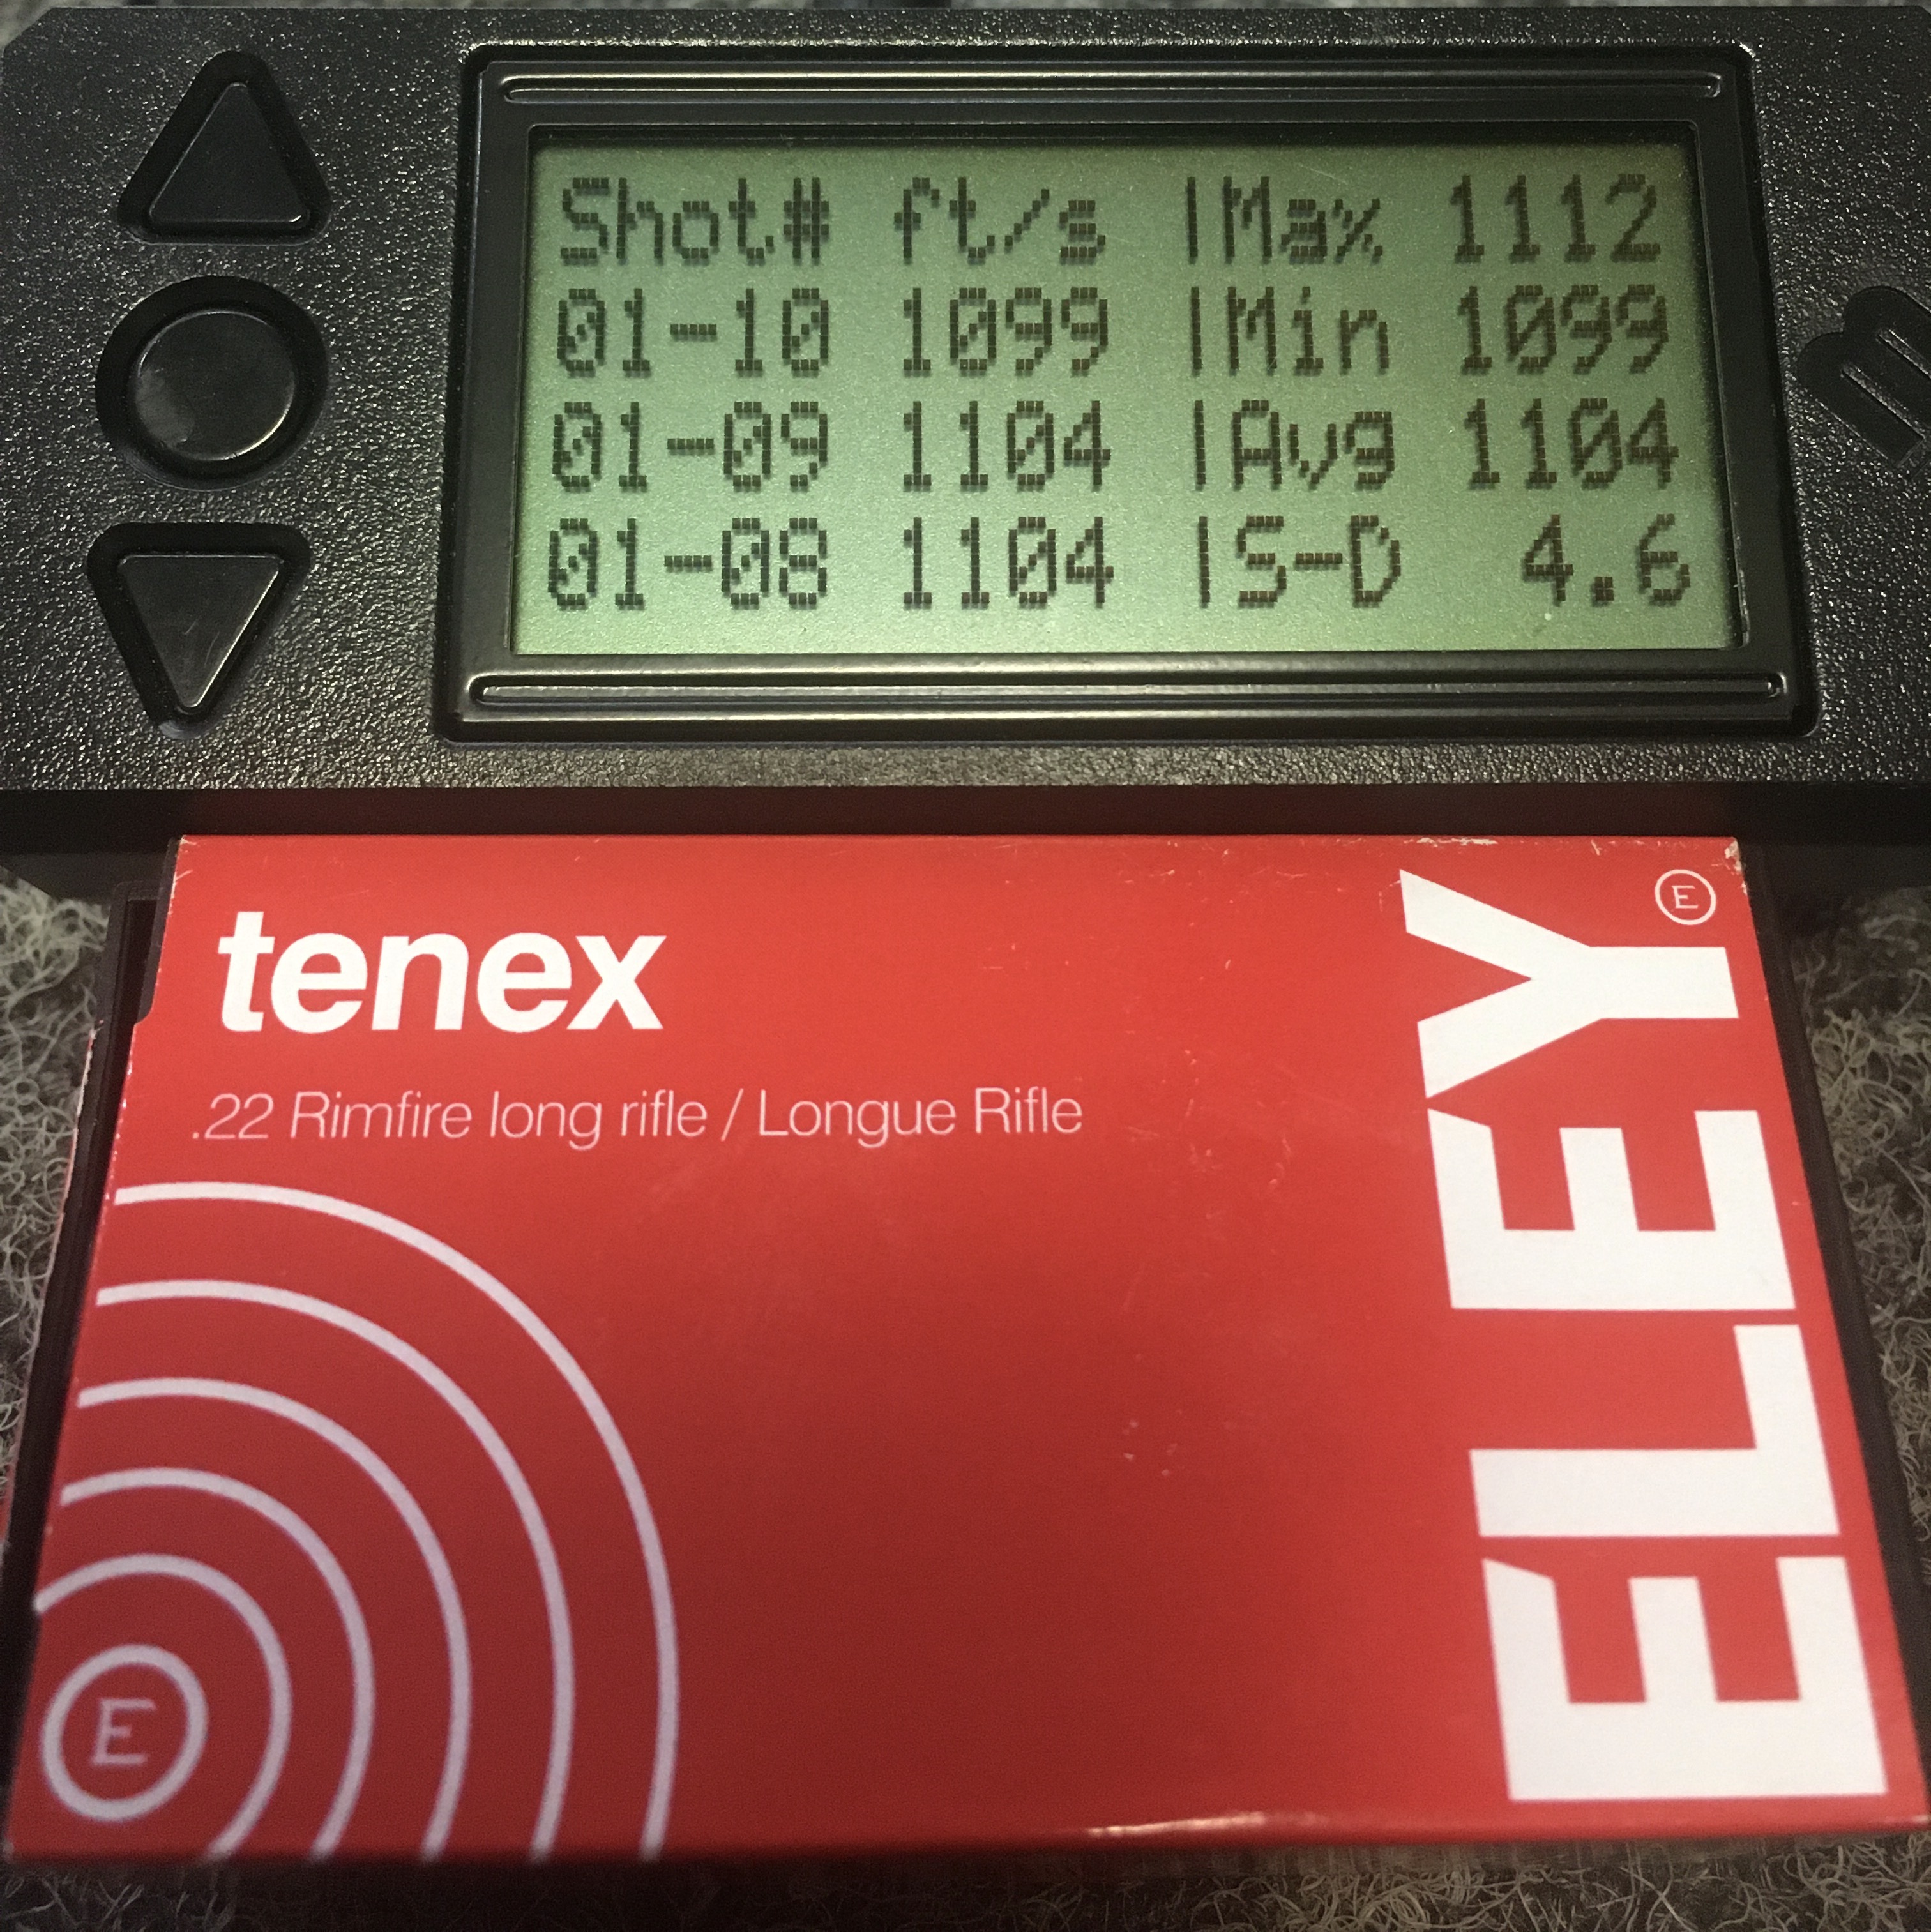 Shot# ft/s |Max 1112
01-10 1099 |Min 1099
01-09 1104 |Avg 1104
01-08 1104 |S-D 4.6
tenex
.22 Rimfire long rifle / Longue Rifle
ELEY
E
E